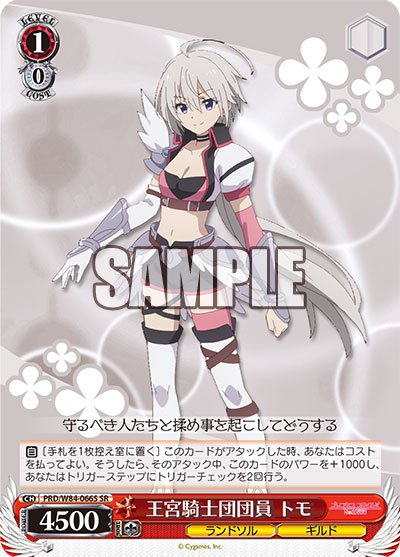 LEVEL
1
0
COST
SAMPLE
守るべき人たちと揉め事を起こしてどうする
自 [手札を1枚控え室に置く] このカードがアタックした時、あなたはコスト
を払ってよい。そうしたら、そのアタック中、このカードのパワーを+1000し、
あなたはトリガーステップにトリガーチェックを2回行う。
CH PRD/W84-066S SR
4500
王宮騎士団団員 トモ
ランドソル
ギルド
© Cygames, Inc.